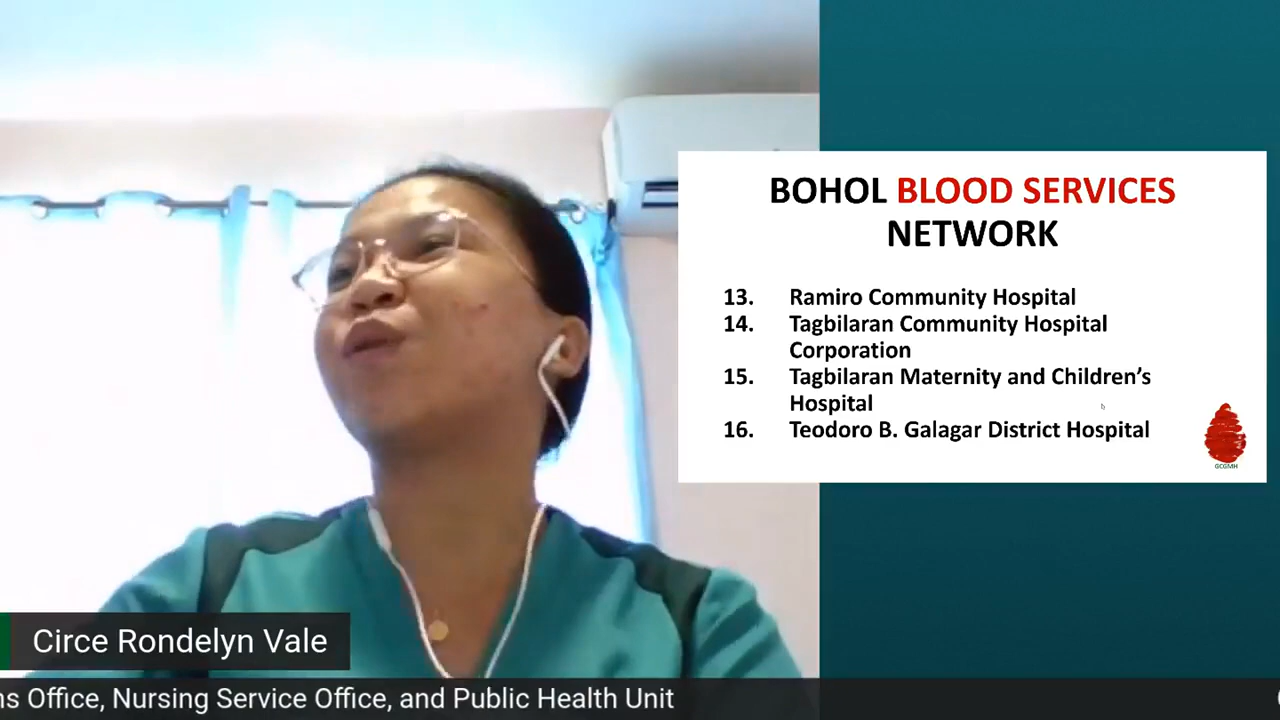 BOHOL BLOOD SERVICES
NETWORK
13. Ramiro Community Hospital
14. Tagbilaran Community Hospital
Corporation
15. Tagbilaran Maternity and Children's
Hospital
16. Teodoro B. Galagar District Hospital
GCGMH
Circe Rondelyn Vale
Office, Nursing Service Office, and Public Health Unit